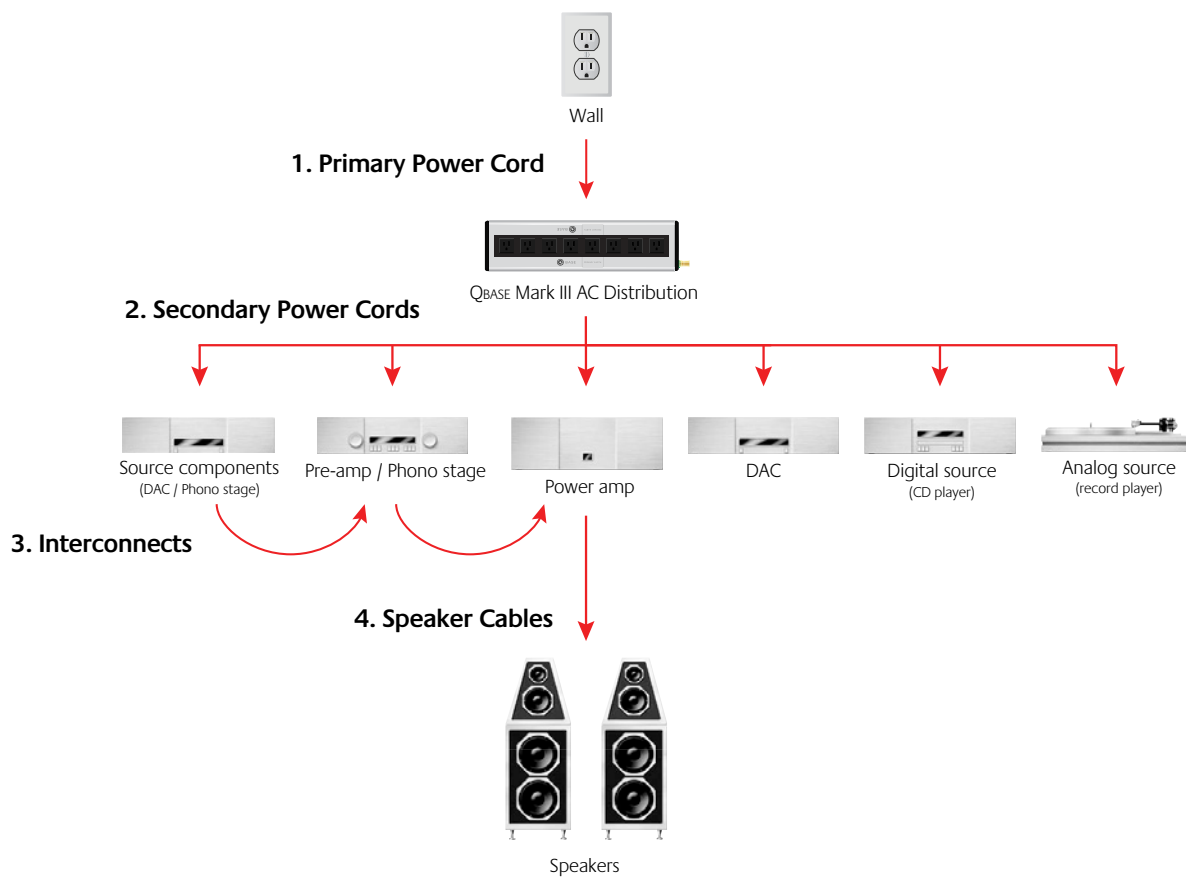 Wall
1. Primary Power Cord
QBASE Mark III AC Distribution
2. Secondary Power Cords
Source components
(DAC / Phono stage)
Pre-amp / Phono stage
Power amp
DAC
Digital source
(CD player)
Analog source
(record player)
3. Interconnects
4. Speaker Cables
Speakers